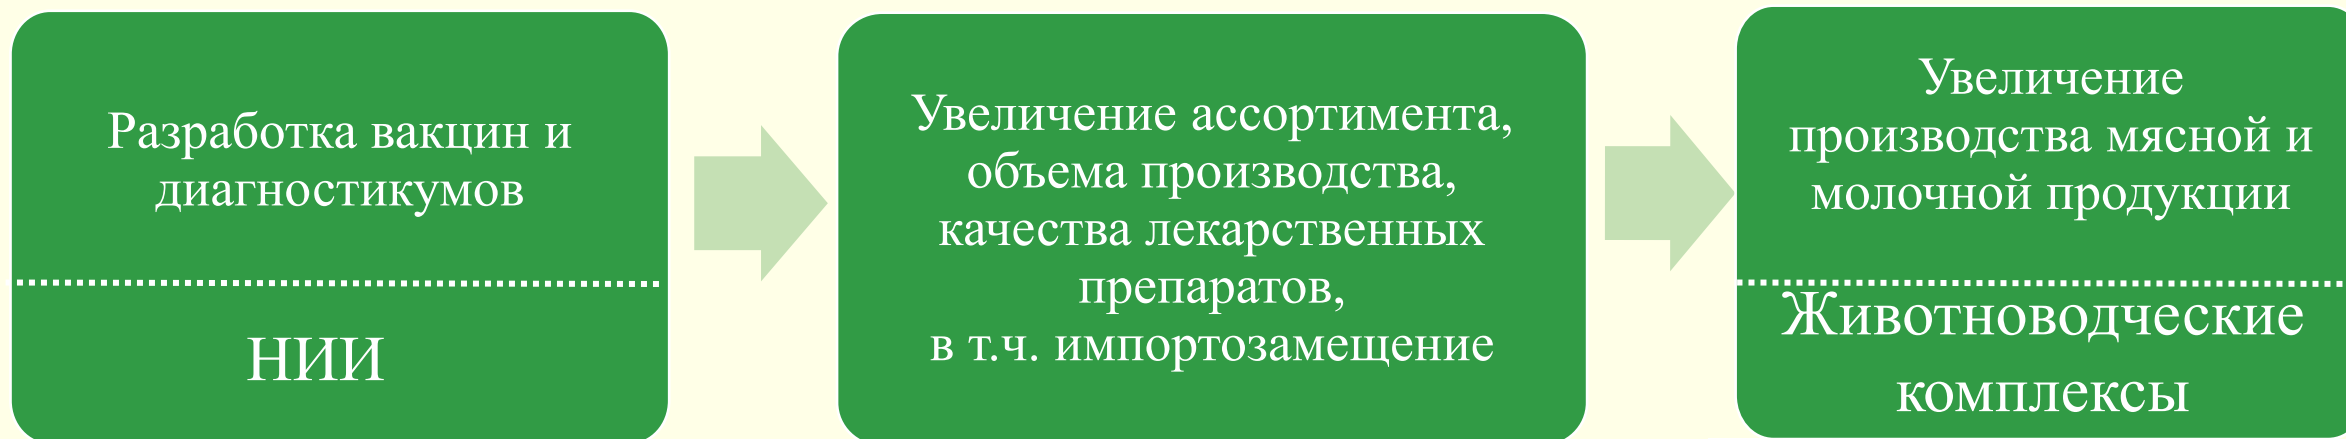 Разработка вакцин и
диагностикумов
НИИ
Увеличение ассортимента,
объема производства,
качества лекарственных
препаратов,
в т.ч. импортозамещение
Увеличение
производства мясной и
молочной продукции
Животноводческие
комплексы